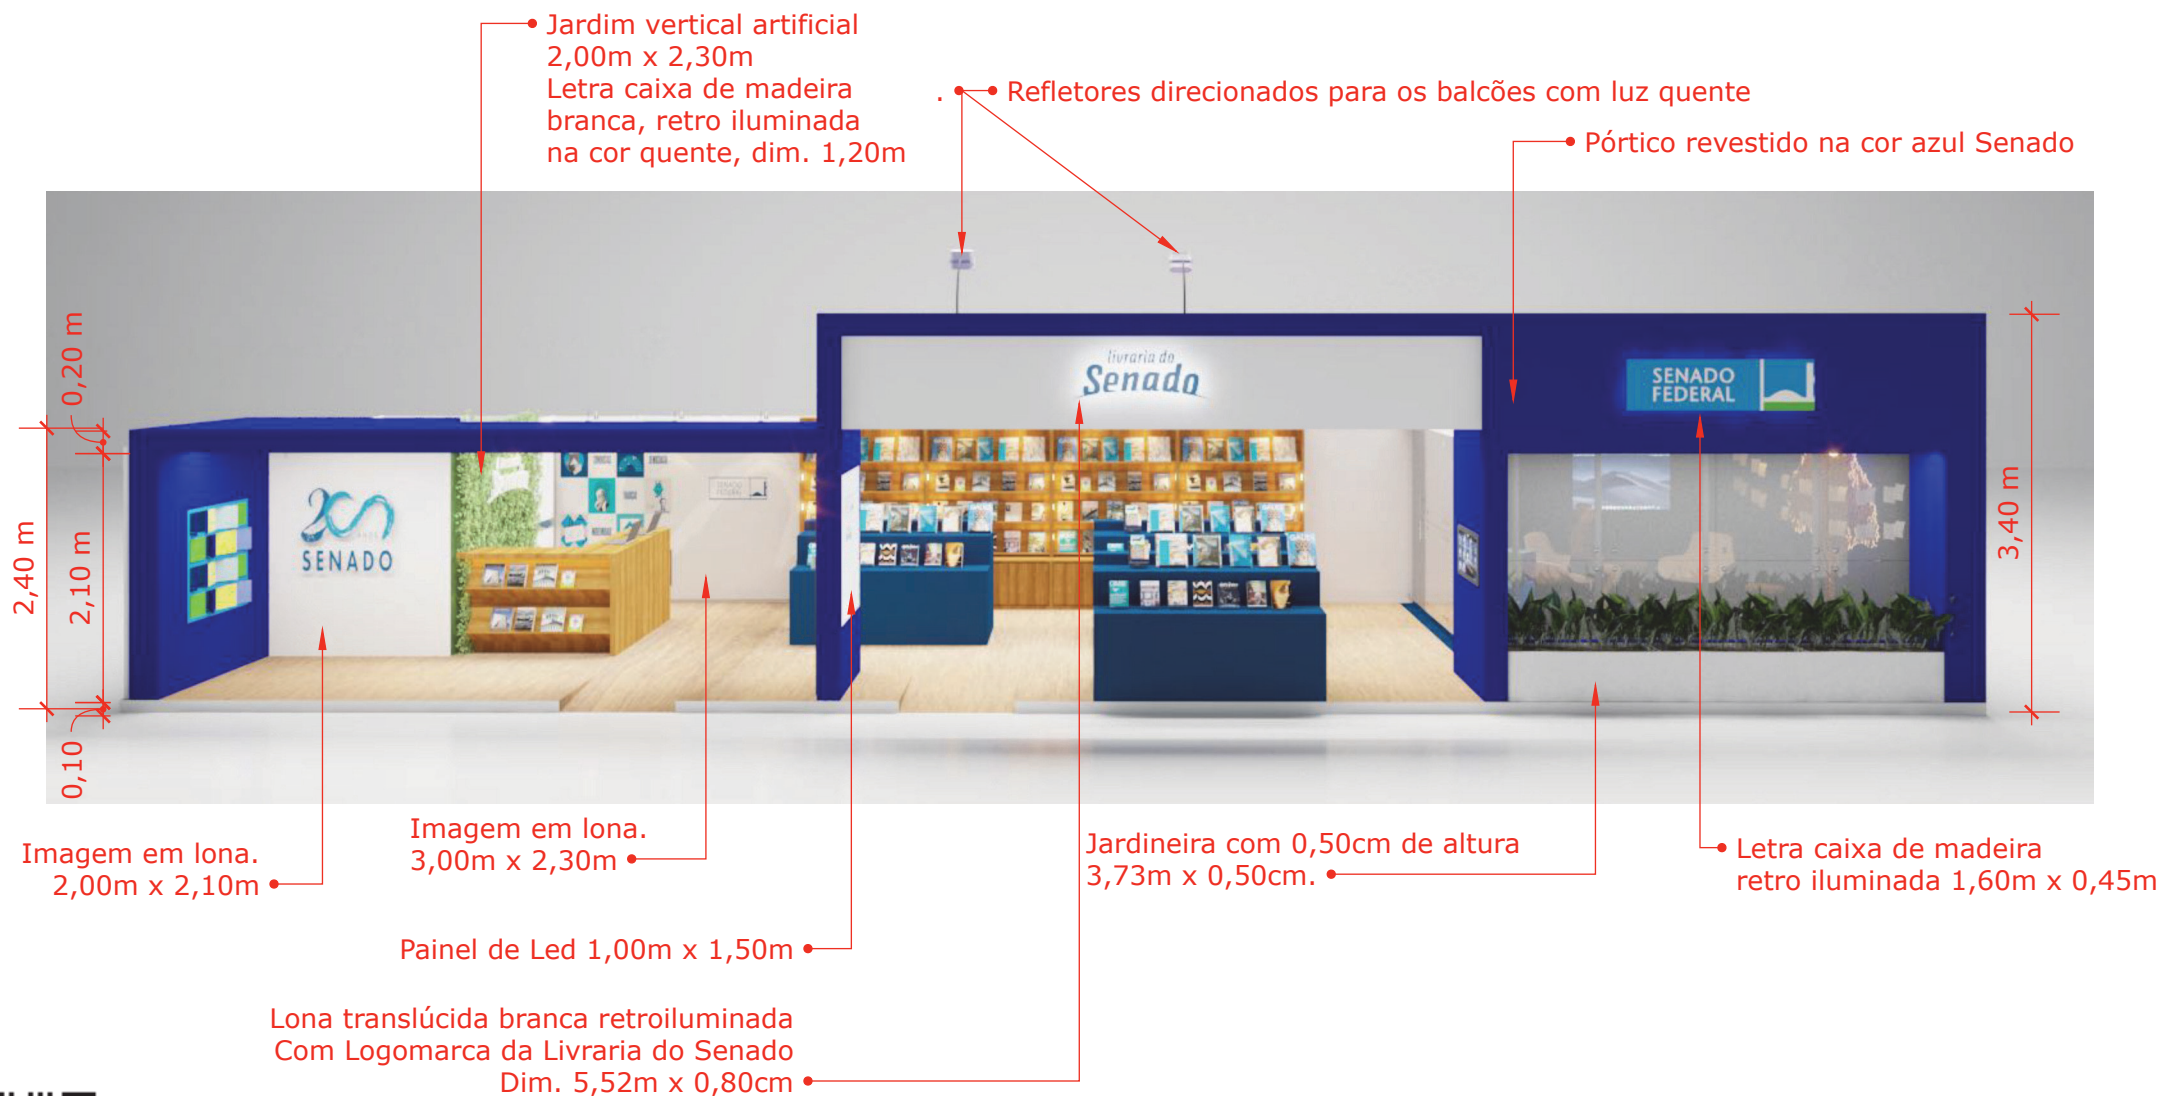 Jardim vertical artificial
2,00m x 2,30m
Letra caixa de madeira
branca, retro iluminada
na cor quente, dim. 1,20m
. Refletores direcionados para os balcões com luz quente
Pórtico revestido na cor azul Senado
0,20 m
2,40 m
2,10 m
0,10
3,40 m
livraria do
Senado
SENADO
FEDERAL
200
SENADO
SENADO
FEDERAL
Imagem em lona.
2,00m x 2,10m
Imagem em lona.
3,00m x 2,30m
Jardineira com 0,50cm de altura
3,73m x 0,50cm.
Letra caixa de madeira
retro iluminada 1,60m x 0,45m
Painel de Led 1,00m x 1,50m
Lona translúcida branca retroiluminada
Com Logomarca da Livraria do Senado
Dim. 5,52m x 0,80cm